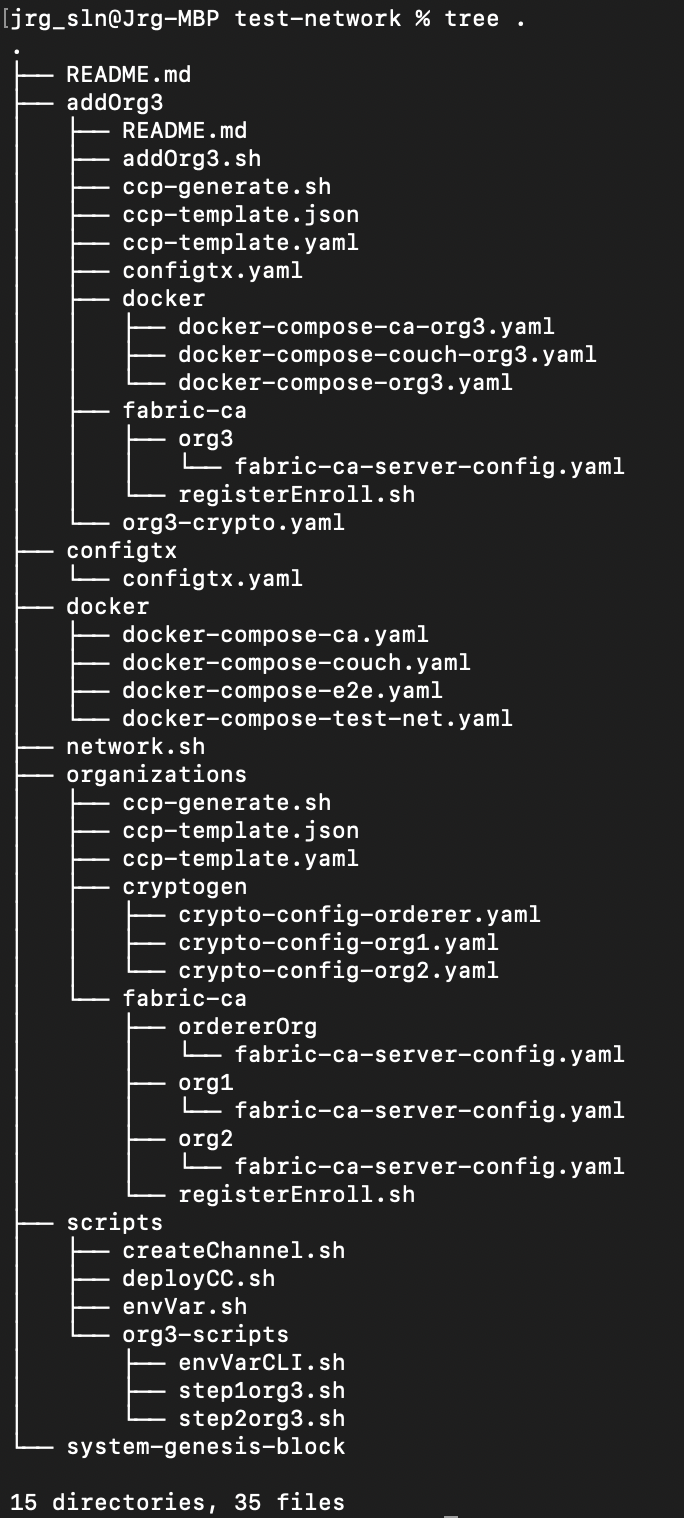 [jrg_sln@Jrg-MBP test-network % tree .
.
├── README.md
├── addOrg3
│   ├── README.md
│   ├── addOrg3.sh
│   ├── ccp-generate.sh
│   ├── ccp-template.json
│   ├── ccp-template.yaml
│   ├── configtx.yaml
│   ├── docker
│   │   ├── docker-compose-ca-org3.yaml
│   │   ├── docker-compose-couch-org3.yaml
│   │   └── docker-compose-org3.yaml
│   ├── fabric-ca
│   │   ├── org3
│   │   │   └── fabric-ca-server-config.yaml
│   │   └── registerEnroll.sh
│   └── org3-crypto.yaml
├── configtx
│   └── configtx.yaml
├── docker
│   ├── docker-compose-ca.yaml
│   ├── docker-compose-couch.yaml
│   ├── docker-compose-e2e.yaml
│   └── docker-compose-test-net.yaml
├── network.sh
├── organizations
│   ├── ccp-generate.sh
│   ├── ccp-template.json
│   ├── ccp-template.yaml
│   ├── cryptogen
│   │   ├── crypto-config-orderer.yaml
│   │   ├── crypto-config-org1.yaml
│   │   └── crypto-config-org2.yaml
│   └── fabric-ca
│       ├── ordererOrg
│       │   └── fabric-ca-server-config.yaml
│       ├── org1
│       │   └── fabric-ca-server-config.yaml
│       ├── org2
│       │   └── fabric-ca-server-config.yaml
│       └── registerEnroll.sh
├── scripts
│   ├── createChannel.sh
│   ├── deployCC.sh
│   ├── envVar.sh
│   └── org3-scripts
│       ├── envVarCLI.sh
│       ├── step1org3.sh
│       └── step2org3.sh
└── system-genesis-block
15 directories, 35 files